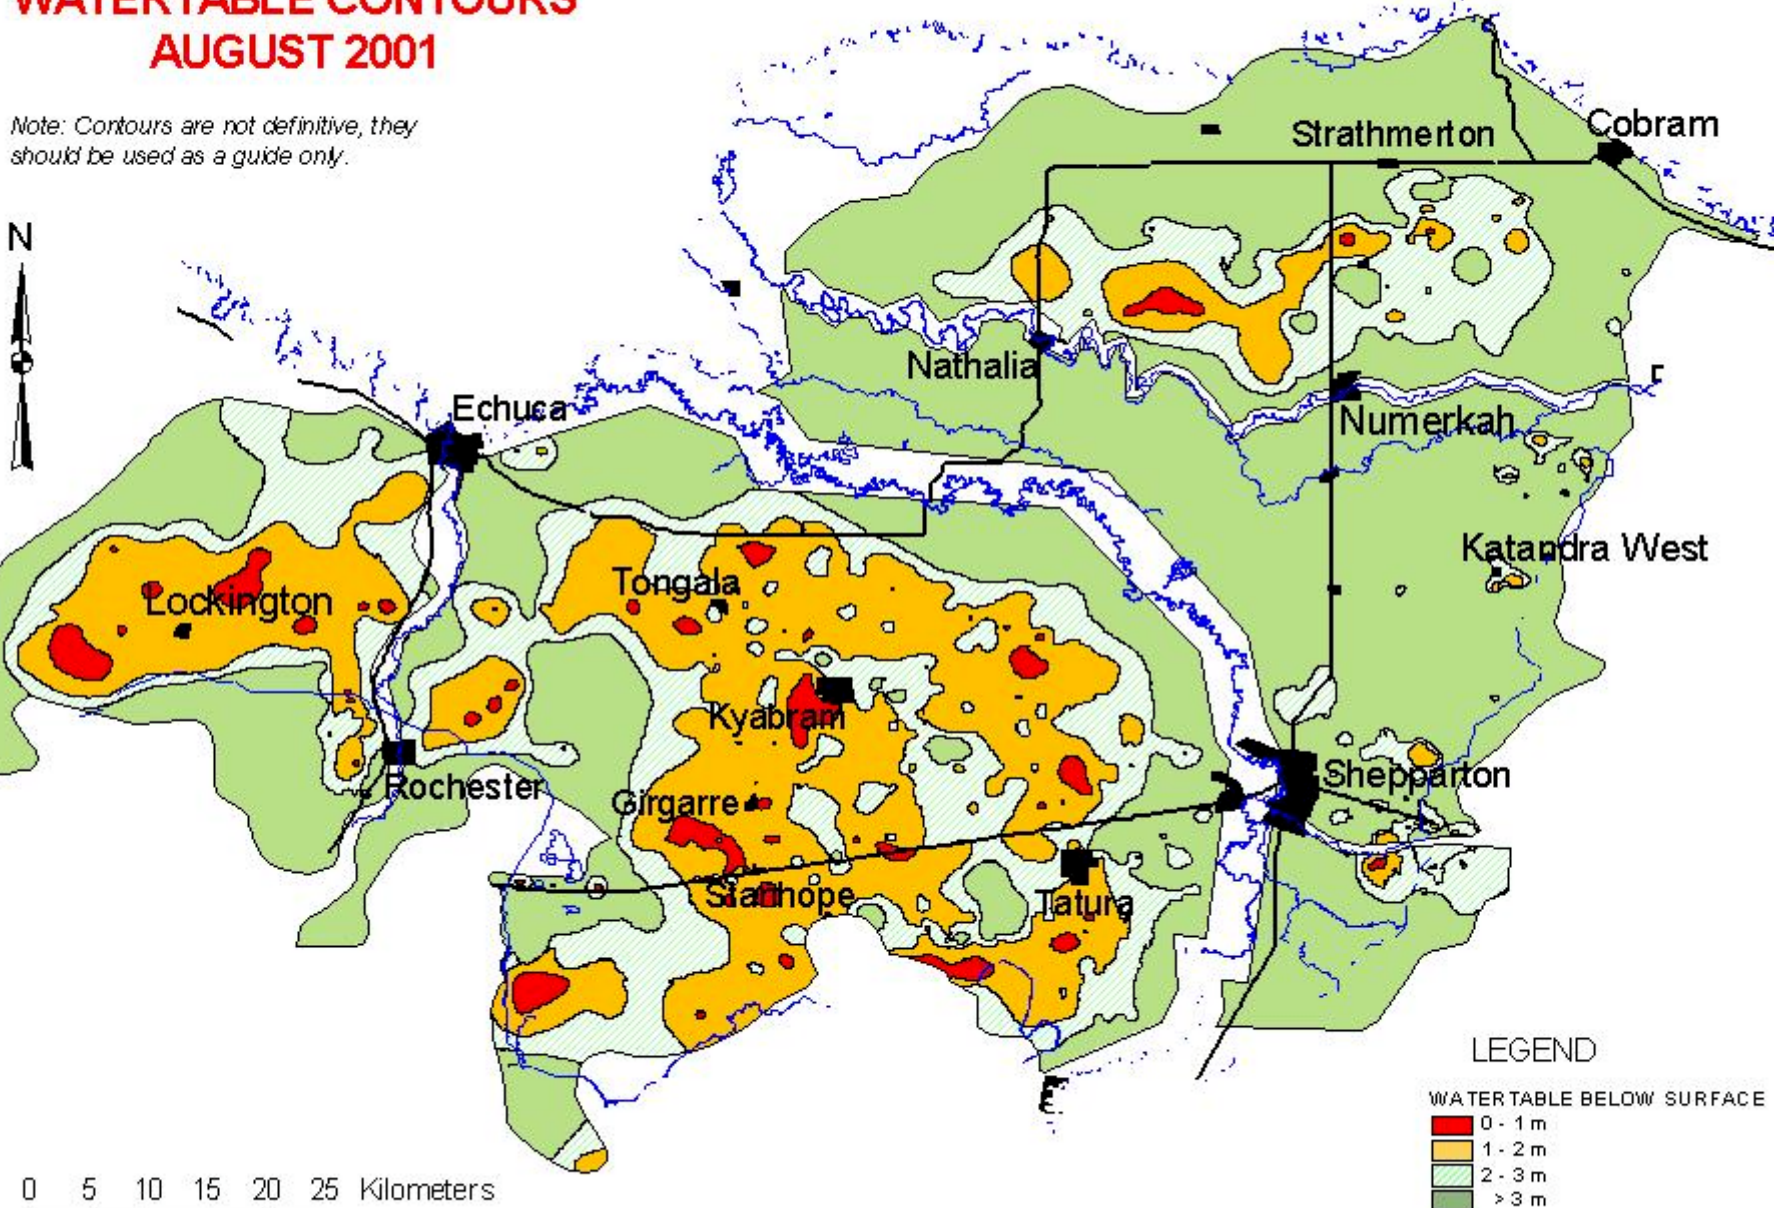 WATERTABLE CONTOURS
AUGUST 2001
Note: Contours are not definitive, they
should be used as a guide only.
N
Strathmerton
Cobram
Nathalia
Numerkah
Echuca
Katandra West
Tongala
Lockington
Kyabram
Rochester
Girgarre
Shepparton
Stanhope
Tatura
LEGEND
WATERTABLE BELOW SURFACE
0 - 1 m
1 - 2 m
2 - 3 m
> 3 m
0 5 10 15 20 25 Kilometers